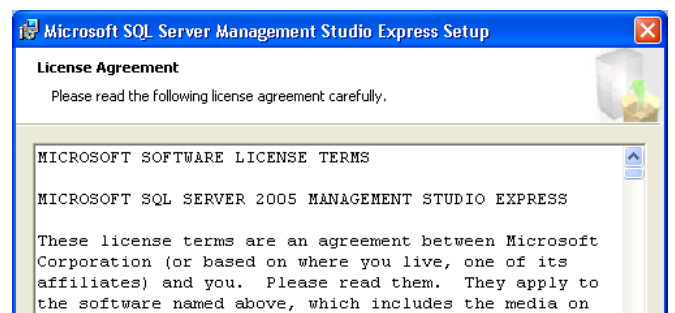 Microsoft SQL Server Management Studio Express Setup
License Agreement
Please read the following license agreement carefully.
MICROSOFT SOFTWARE LICENSE TERMS
MICROSOFT SQL SERVER 2005 MANAGEMENT STUDIO EXPRESS
These license terms are an agreement between Microsoft
Corporation (or based on where you live, one of its
affiliates) and you.  Please read them.  They apply to
the software named above, which includes the media on